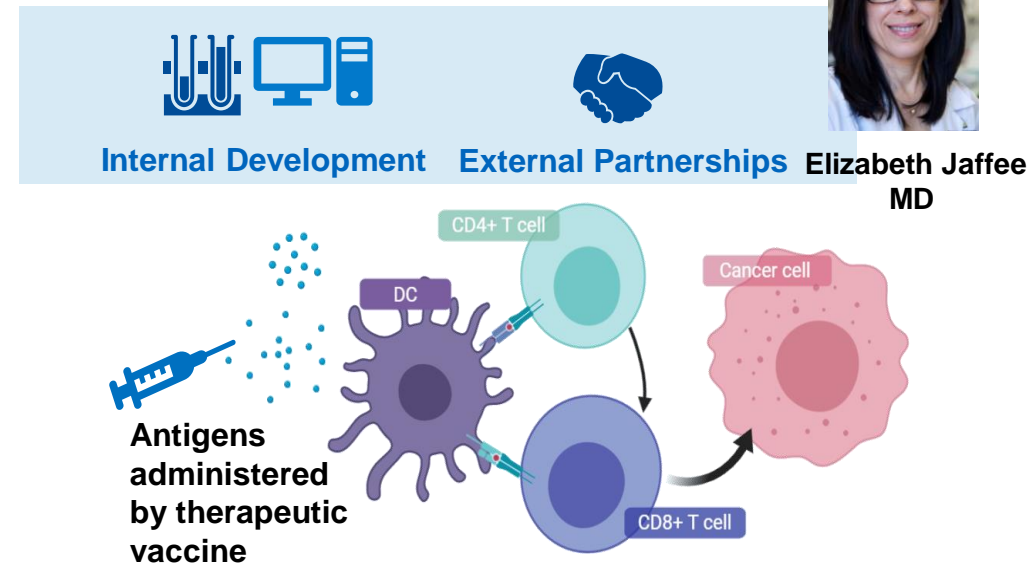 Internal Development
External Partnerships
Elizabeth Jaffee
MD
CD4+ T cell
DC
Cancer cell
Antigens
administered
by therapeutic
vaccine
CD8+ T cell